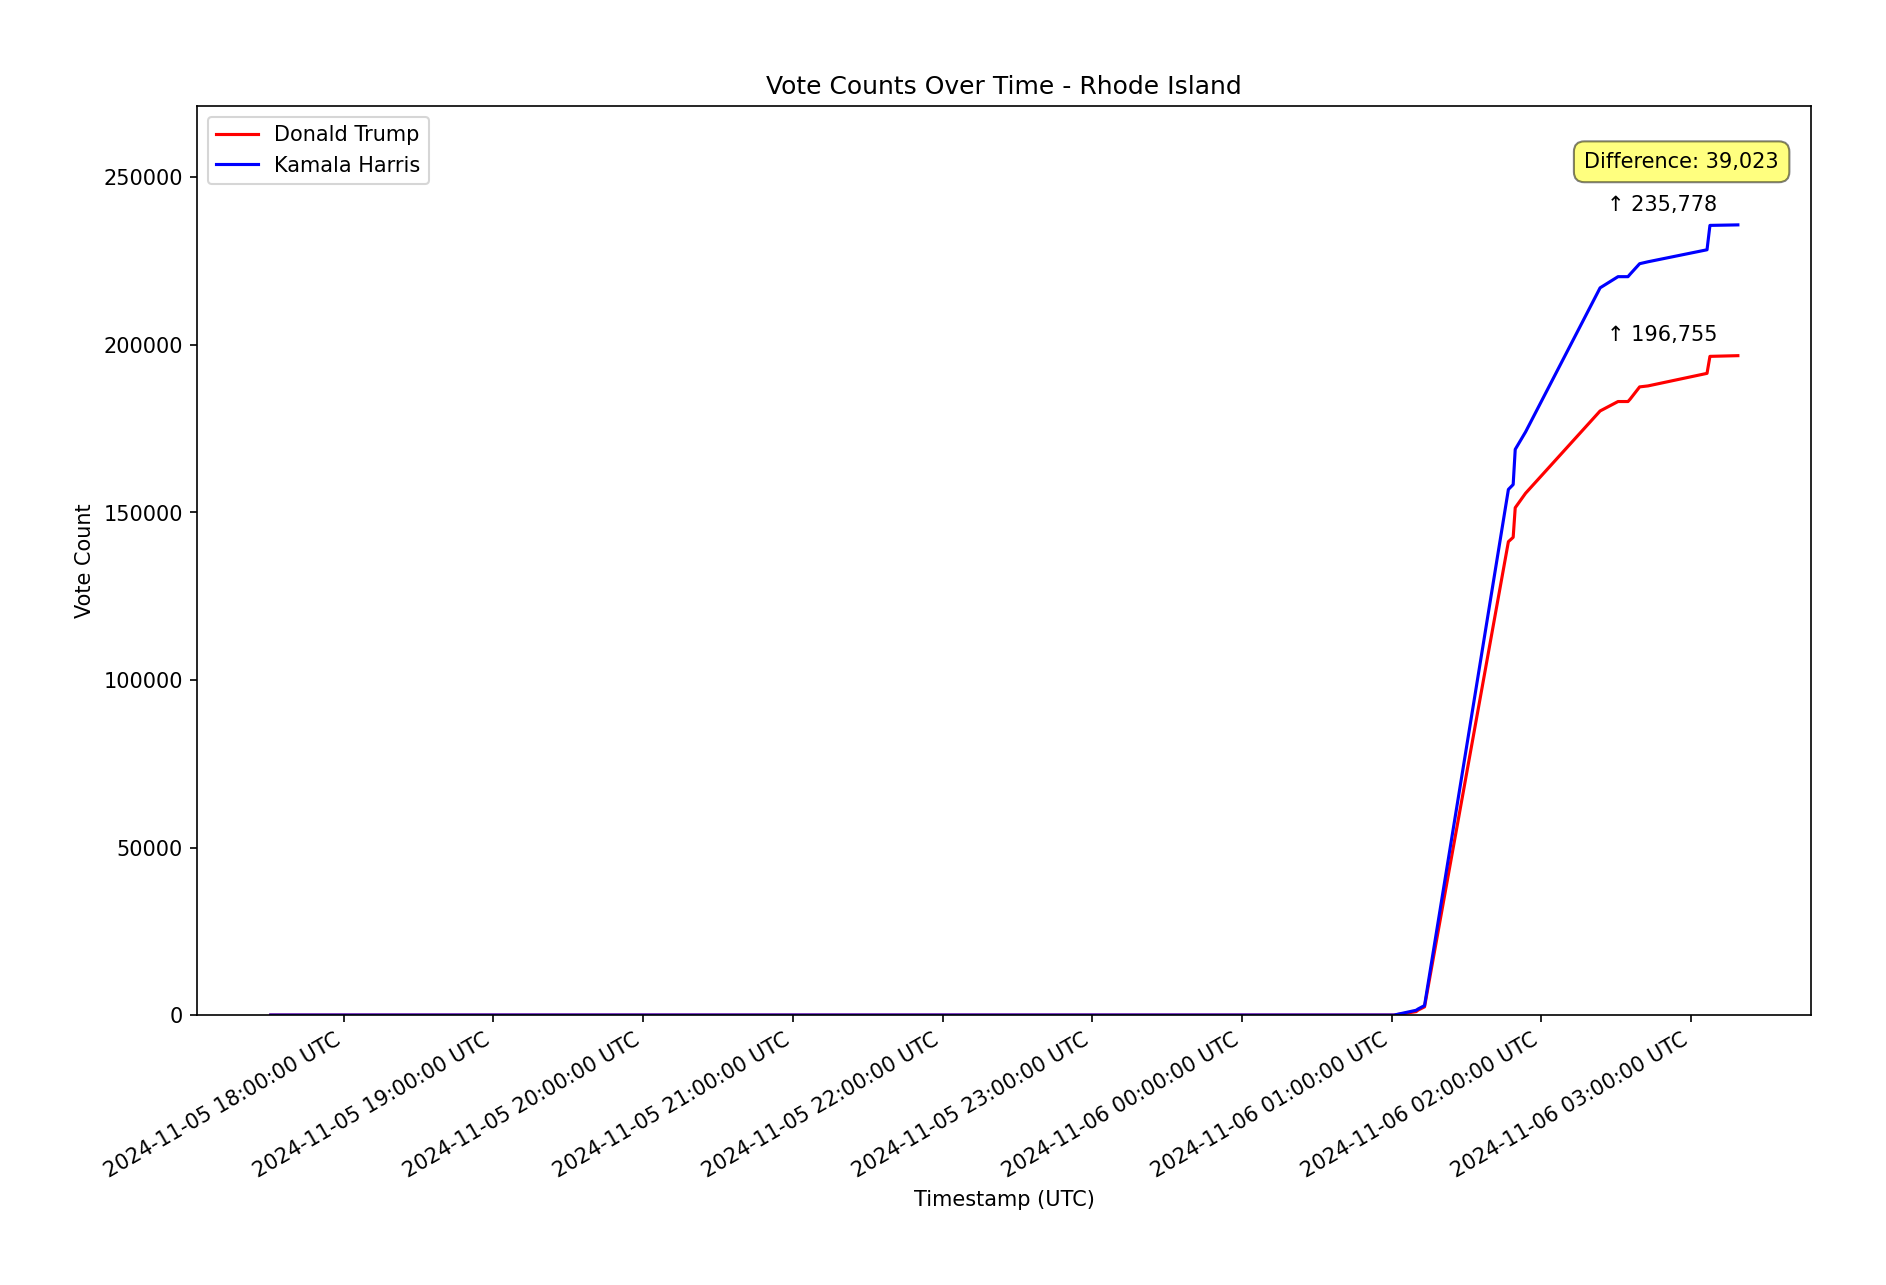 Vote Counts Over Time - Rhode Island
Donald Trump
Kamala Harris
Difference: 39,023
↑ 235,778
↑ 196,755
Vote Count
250000
200000
150000
100000
50000
0
2024-11-05 18:00:00 UTC
2024-11-05 19:00:00 UTC
2024-11-05 20:00:00 UTC
2024-11-05 21:00:00 UTC
2024-11-05 22:00:00 UTC
2024-11-05 23:00:00 UTC
2024-11-06 00:00:00 UTC
2024-11-06 01:00:00 UTC
2024-11-06 02:00:00 UTC
2024-11-06 03:00:00 UTC
Timestamp (UTC)